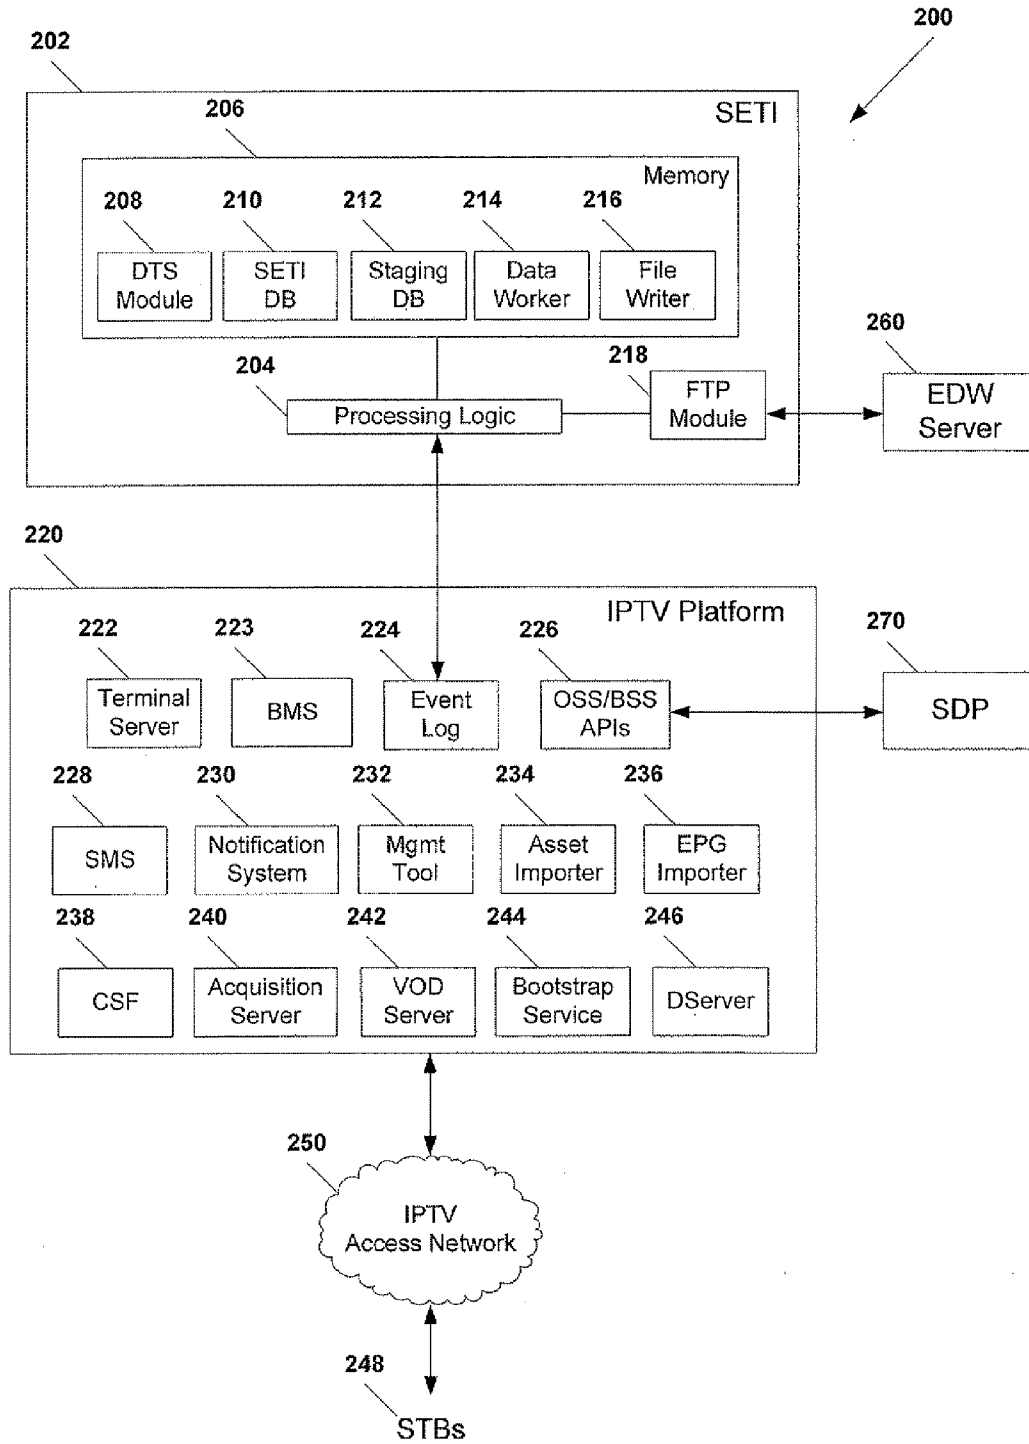 200
202
SETI
206
Memory
208
210
212
214
216
DTS
Module
SETI
DB
Staging
DB
Data
Worker
File
Writer
204
Processing Logic
218
FTP
Module
260
EDW
Server
220
IPTV Platform
222
223
224
226
Terminal
Server
BMS
Event
Log
OSS/BSS
APIs
270
SDP
228
230
232
234
236
SMS
Notification
System
Mgmt
Tool
Asset
Importer
EPG
Importer
238
240
242
244
246
CSF
Acquisition
Server
VOD
Server
Bootstrap
Service
DServer
250
IPTV
Access Network
248
STBs